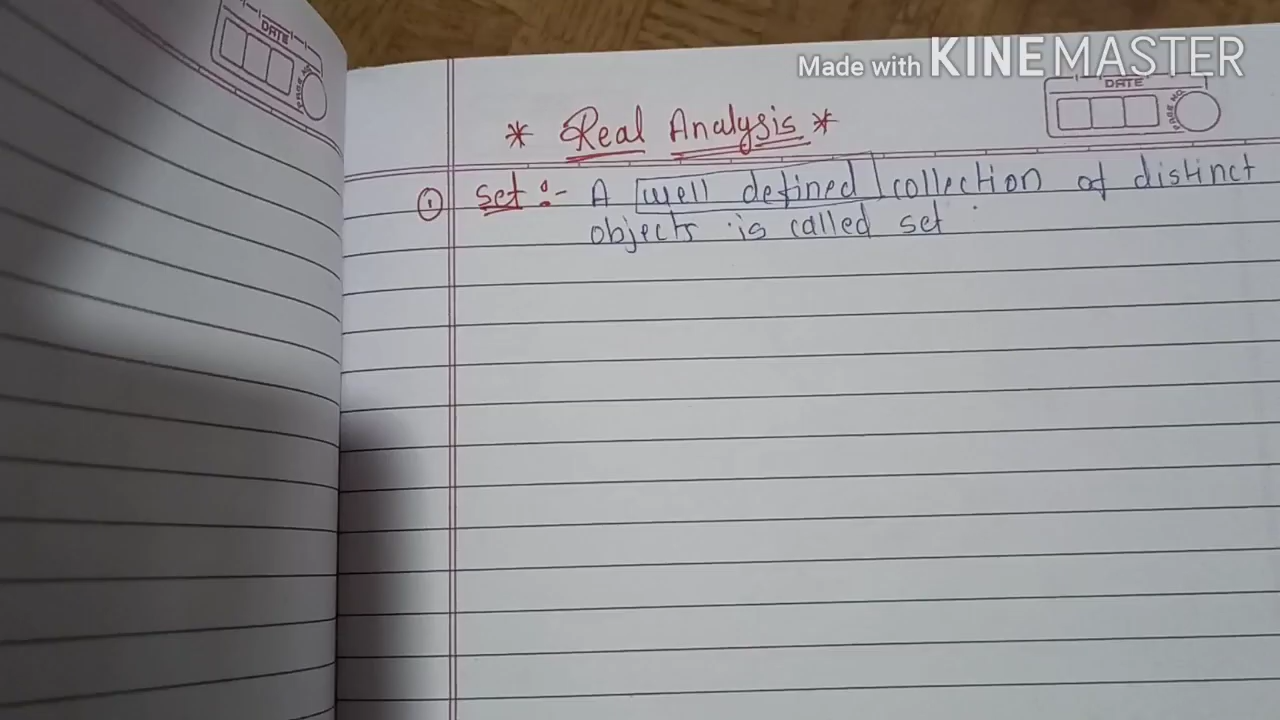 DATE
PAGE NO.
Made with KINEMASTER
DATE
PAGE NO.
* Real Analysis *
① Set :- A well defined collection of distinct
objects is called set